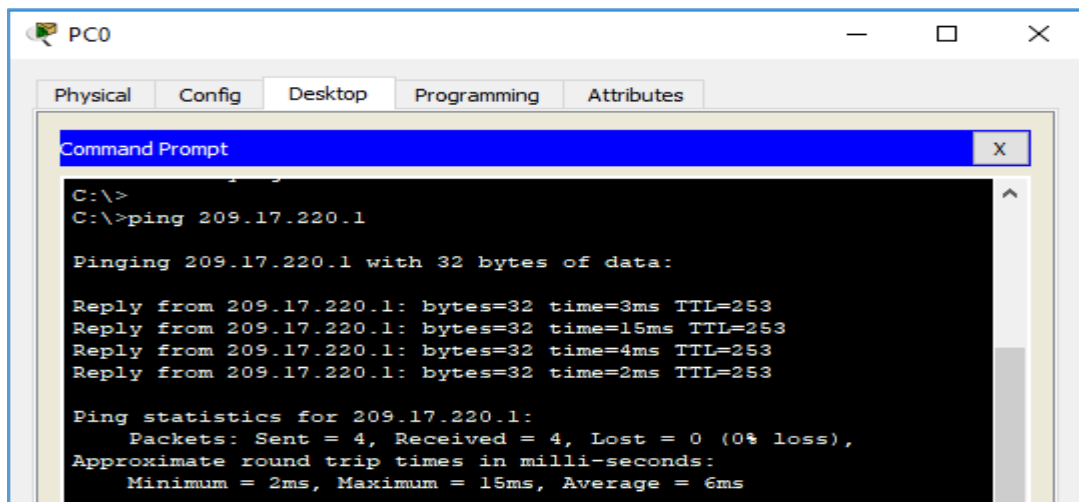 PC0
Physical Config Desktop Programming Attributes
Command Prompt X
C:\>
C:\>ping 209.17.220.1
Pinging 209.17.220.1 with 32 bytes of data:
Reply from 209.17.220.1: bytes=32 time=3ms TTL=253
Reply from 209.17.220.1: bytes=32 time=15ms TTL=253
Reply from 209.17.220.1: bytes=32 time=4ms TTL=253
Reply from 209.17.220.1: bytes=32 time=2ms TTL=253
Ping statistics for 209.17.220.1:
Packets: Sent = 4, Received = 4, Lost = 0 (0% loss),
Approximate round trip times in milli-seconds:
Minimum = 2ms, Maximum = 15ms, Average = 6ms